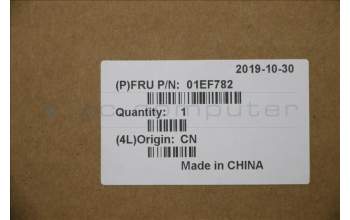 2019-10-30
(P)FRU P/N: 01EF782
Quantity: 1
(4L)Origin: CN
Made in CHINA